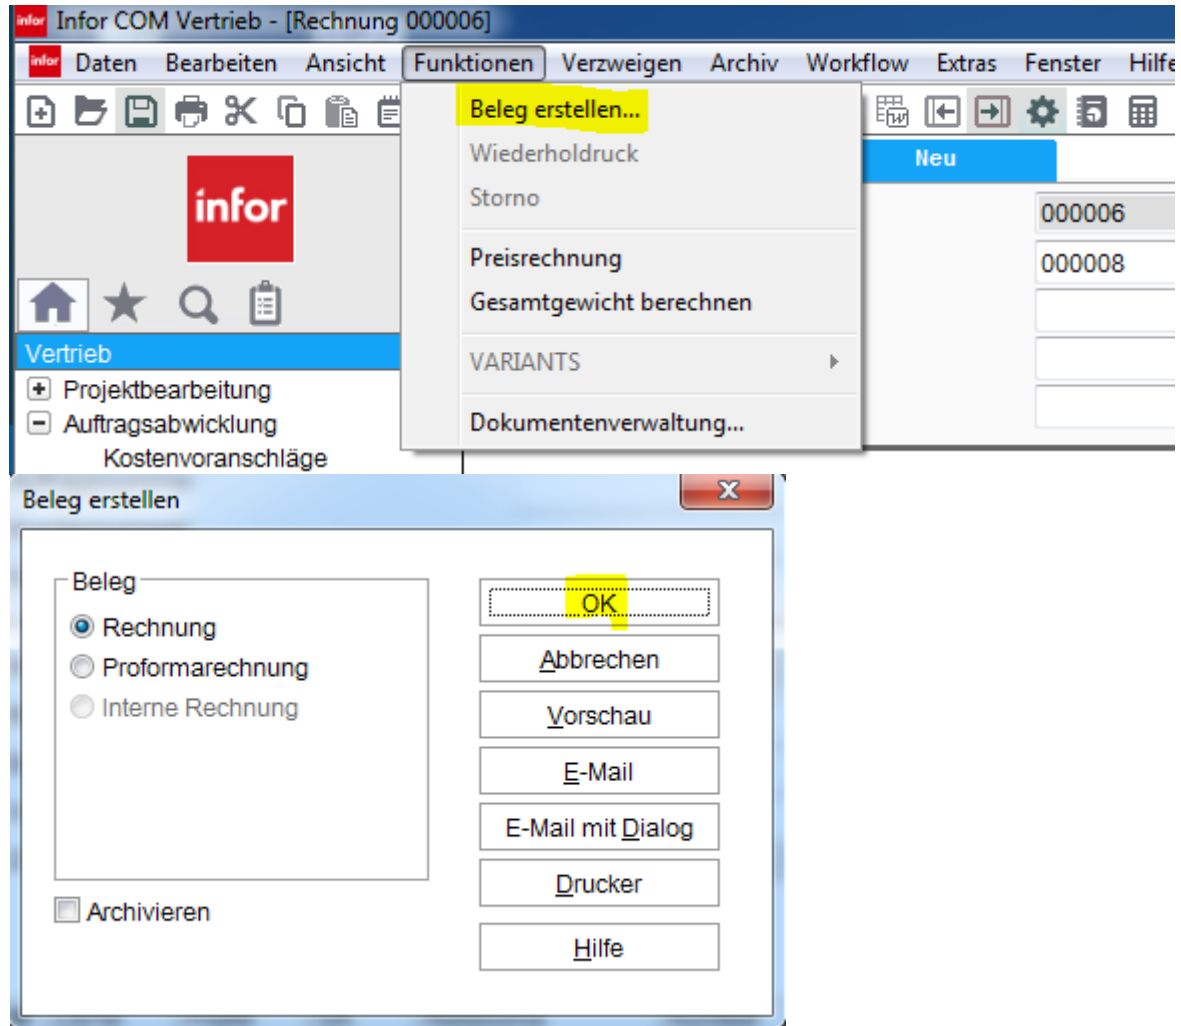 infor Infor COM Vertrieb - [Rechnung 000006]
infor Daten Bearbeiten Ansicht Funktionen Verzweigen Archiv Workflow Extras Fenster Hilfe
Beleg erstellen...
Wiederholdruck
Storno
Preisrechnung
Gesamtgewicht berechnen
VARIANTS
Dokumentenverwaltung...
Neu
000006
000008
infor
Vertrieb
Projektbearbeitung
Auftragsabwicklung
Kostenvoranschläge
Beleg erstellen
Beleg
Rechnung
Proformarechnung
Interne Rechnung
Archivieren
OK
Abbrechen
Vorschau
E-Mail
E-Mail mit Dialog
Drucker
Hilfe